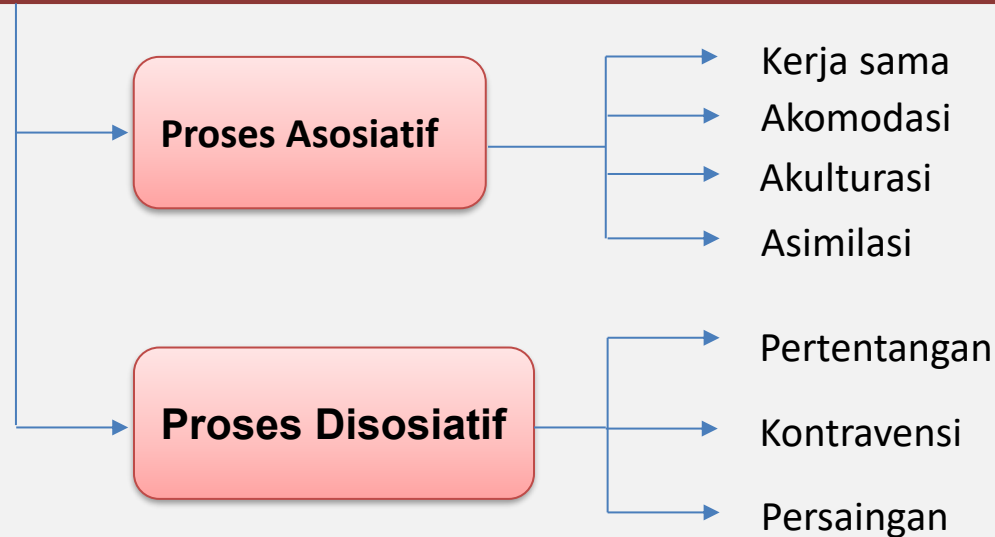 Proses Asosiatif
Kerja sama
Akomodasi
Akulturasi
Asimilasi
Proses Disosiatif
Pertentangan
Kontravensi
Persaingan